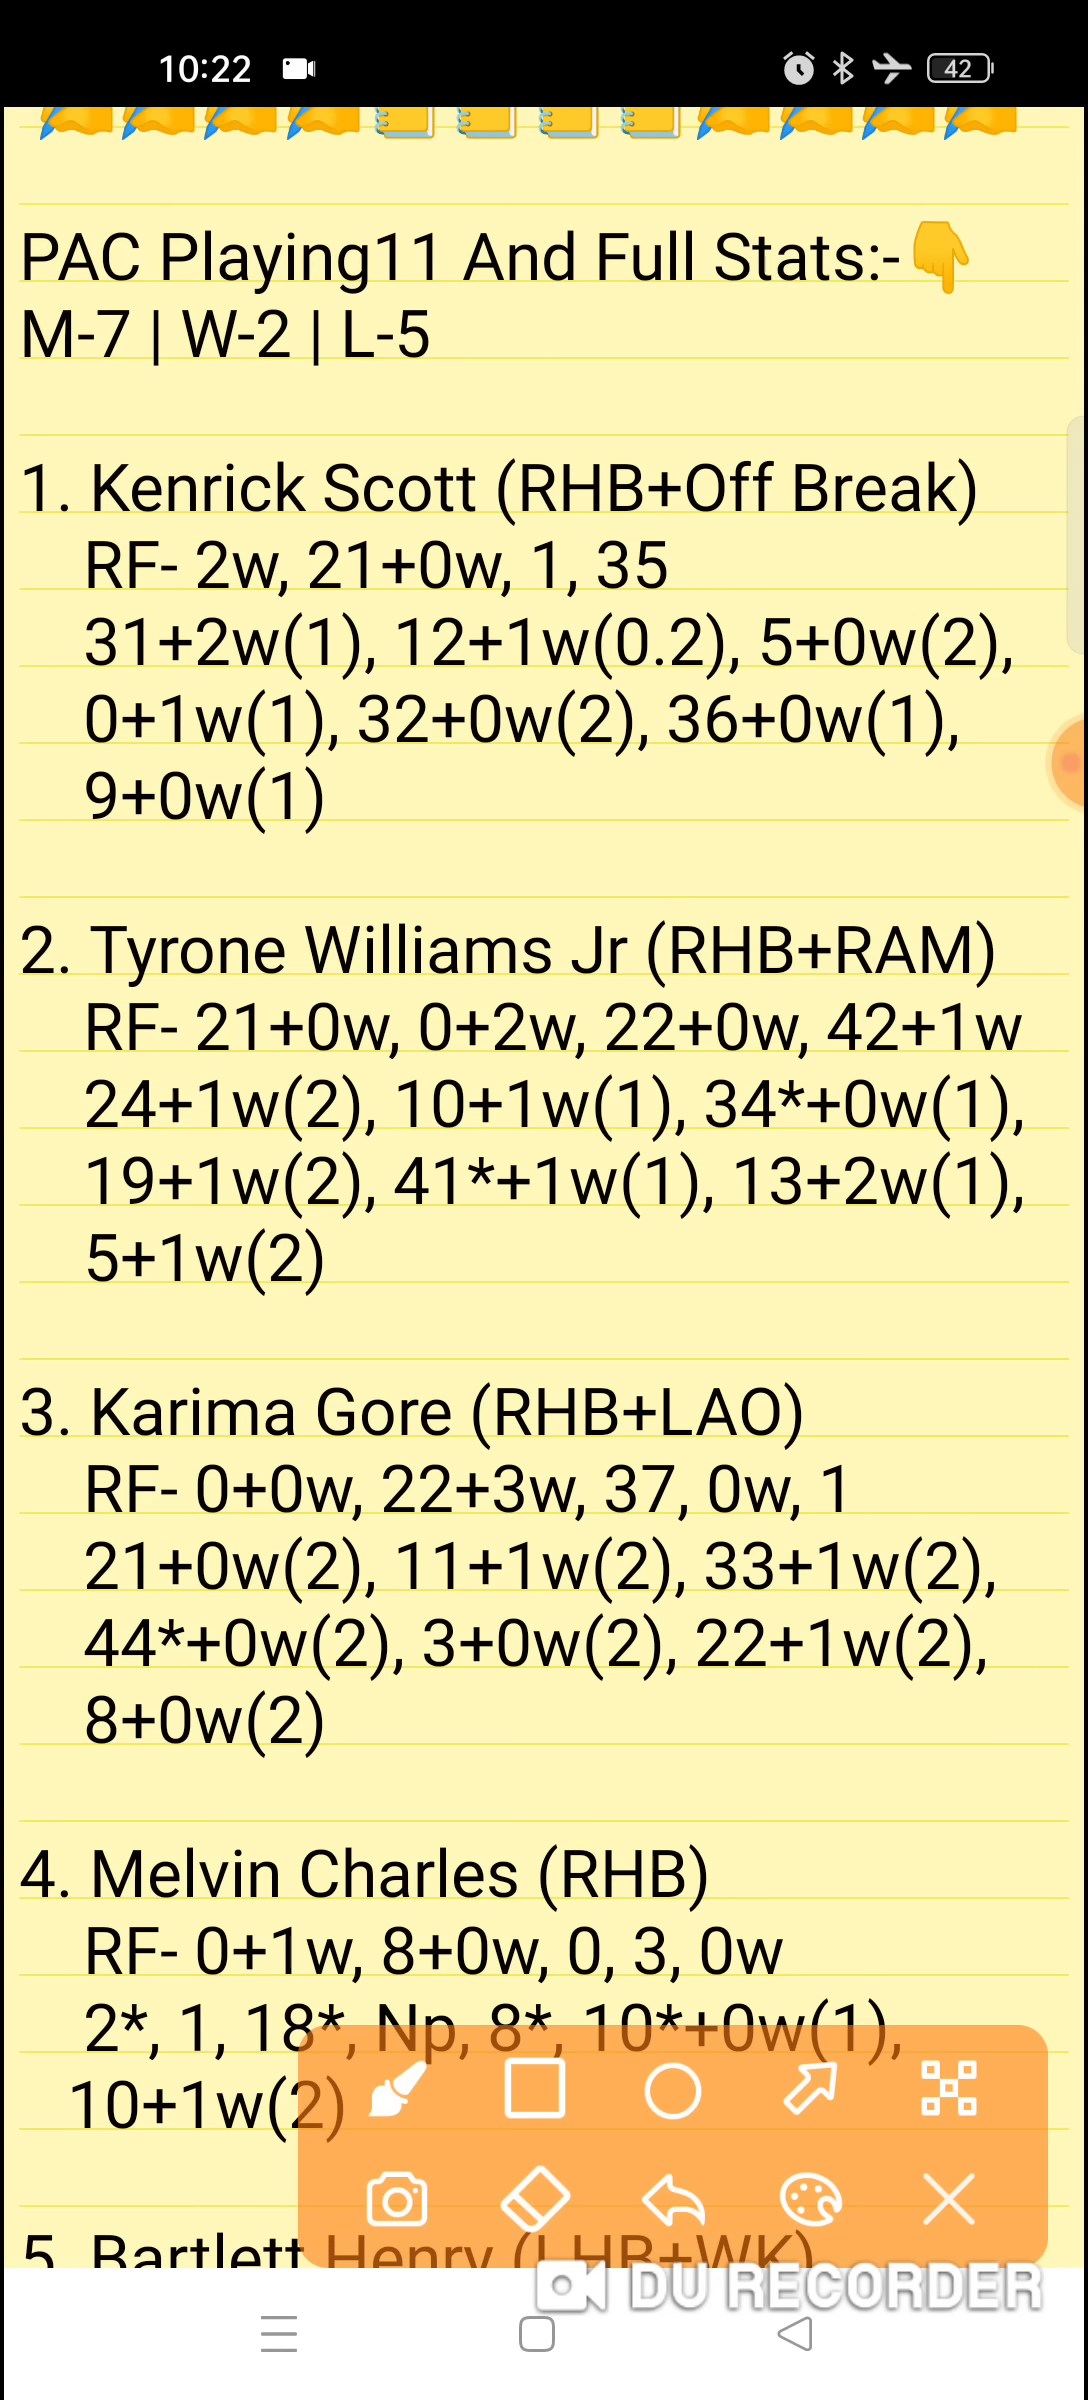 10:22
42
PAC Playing11 And Full Stats:-👇
M-7 | W-2 | L-5
1. Kenrick Scott (RHB+Off Break)
RF- 2w, 21+0w, 1, 35
31+2w(1), 12+1w(0.2), 5+0w(2),
0+1w(1), 32+0w(2), 36+0w(1),
9+0w(1)
2. Tyrone Williams Jr (RHB+RAM)
RF- 21+0w, 0+2w, 22+0w, 42+1w
24+1w(2), 10+1w(1), 34*+0w(1),
19+1w(2), 41*+1w(1), 13+2w(1),
5+1w(2)
3. Karima Gore (RHB+LAO)
RF- 0+0w, 22+3w, 37, 0w, 1
21+0w(2), 11+1w(2), 33+1w(2),
44*+0w(2), 3+0w(2), 22+1w(2),
8+0w(2)
4. Melvin Charles (RHB)
RF- 0+1w, 8+0w, 0, 3, 0w
2*, 1, 18*, Np, 8*, 10*+0w(1),
10+1w(2)
5. Bartlett Henry (LHB+WK)
DU RECORDER